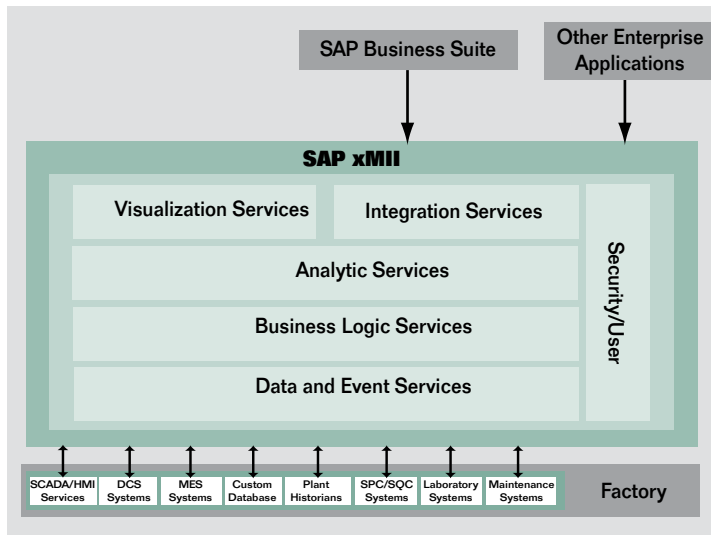 SAP Business Suite
Other Enterprise
Applications
SAP xMII
Visualization Services
Integration Services
Analytic Services
Business Logic Services
Data and Event Services
Security/User
SCADA/HMI
Services
DCS
Systems
MES
Systems
Custom
Database
Plant
Historians
SPC/SQC
Systems
Laboratory
Systems
Maintenance
Systems
Factory